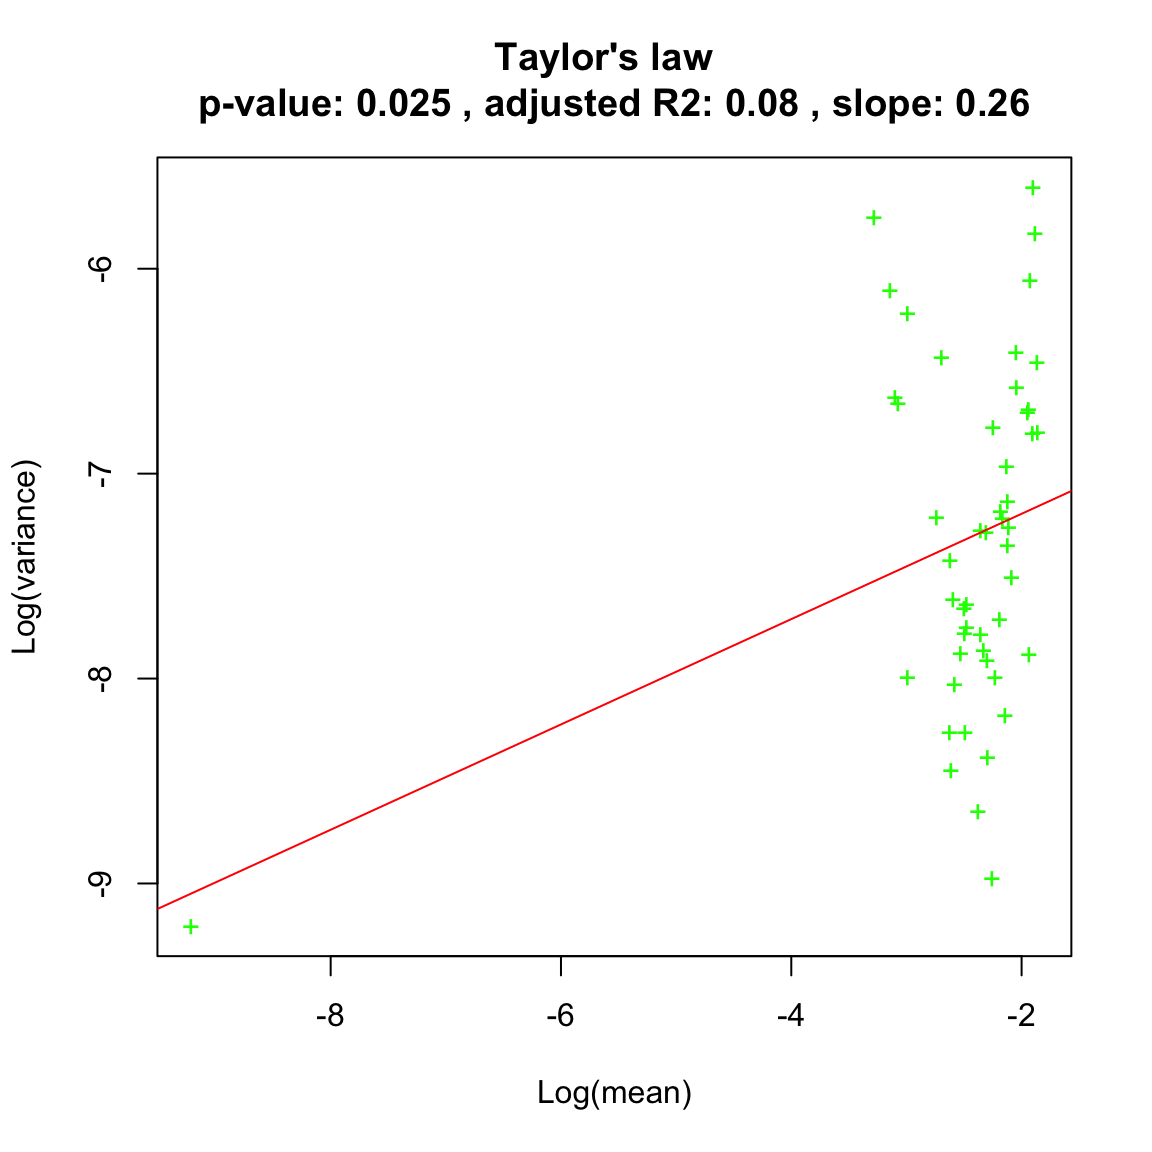 Taylor's law
p-value: 0.025 , adjusted R2: 0.08 , slope: 0.26
Log(variance)
-6
-7
-8
-9
-8
-6
-4
-2
Log(mean)